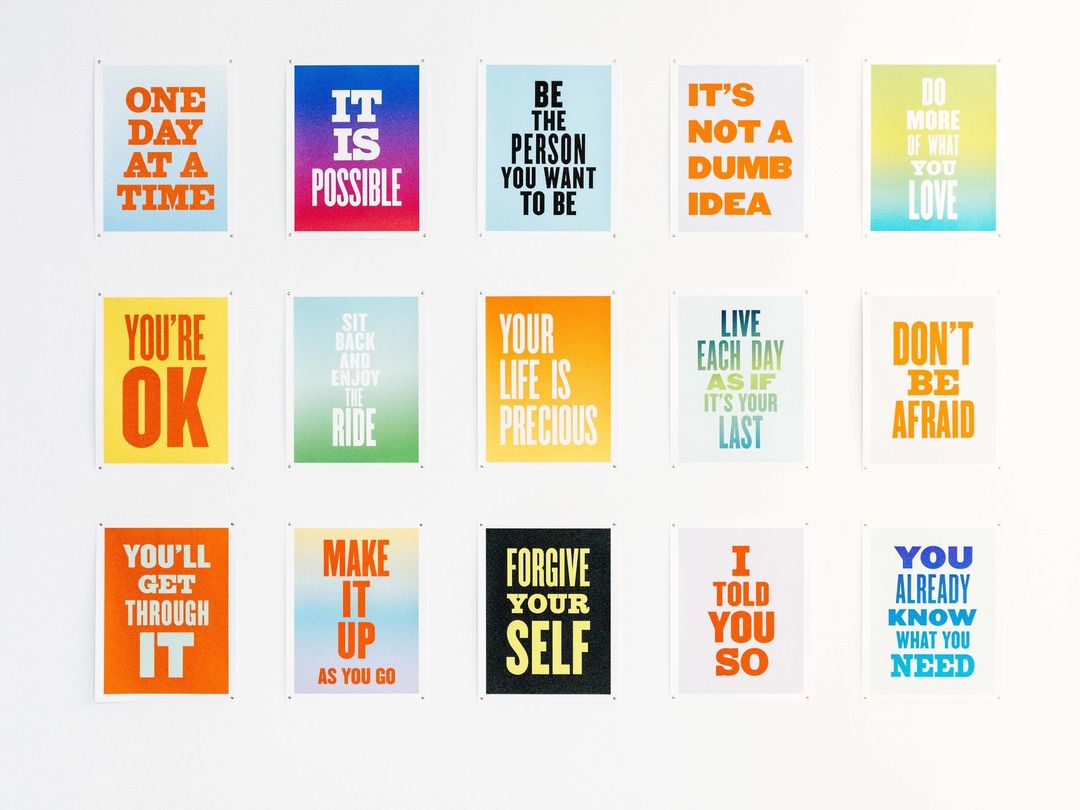 ONE
DAY
AT A
TIME
IT
IS
POSSIBLE
BE
THE
PERSON
YOU WANT
TO BE
IT'S
NOT A
DUMB
IDEA
DO
MORE
OF WHAT
YOU
LOVE
YOU'RE
OK
SIT
BACK
AND
ENJOY
THE
RIDE
YOUR
LIFE IS
PRECIOUS
LIVE
EACH DAY
AS IF
IT'S YOUR
LAST
DON'T
BE
AFRAID
YOU'LL
GET
THROUGH
IT
MAKE
IT
UP
AS YOU GO
FORGIVE
YOUR
SELF
I
TOLD
YOU
SO
YOU
ALREADY
KNOW
WHAT YOU
NEED